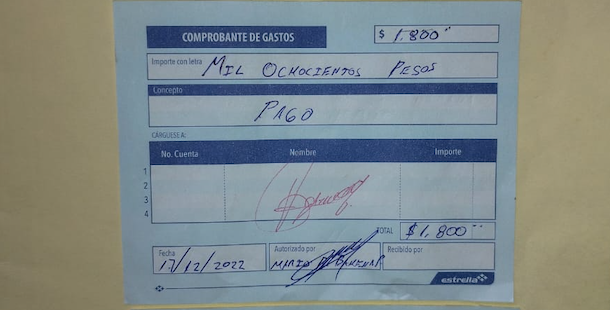 COMPROBANTE DE GASTOS $ 1,800"
Importe con letra MIL OCHOCIENTOS PESOS
Concepto
PAGO
CÁRGUESE A:
No. Cuenta Nombre Importe
1
2
3
4
TOTAL $1,800"
Fecha Autorizado por Recibido por
17/12/2022 MARIO
estrella